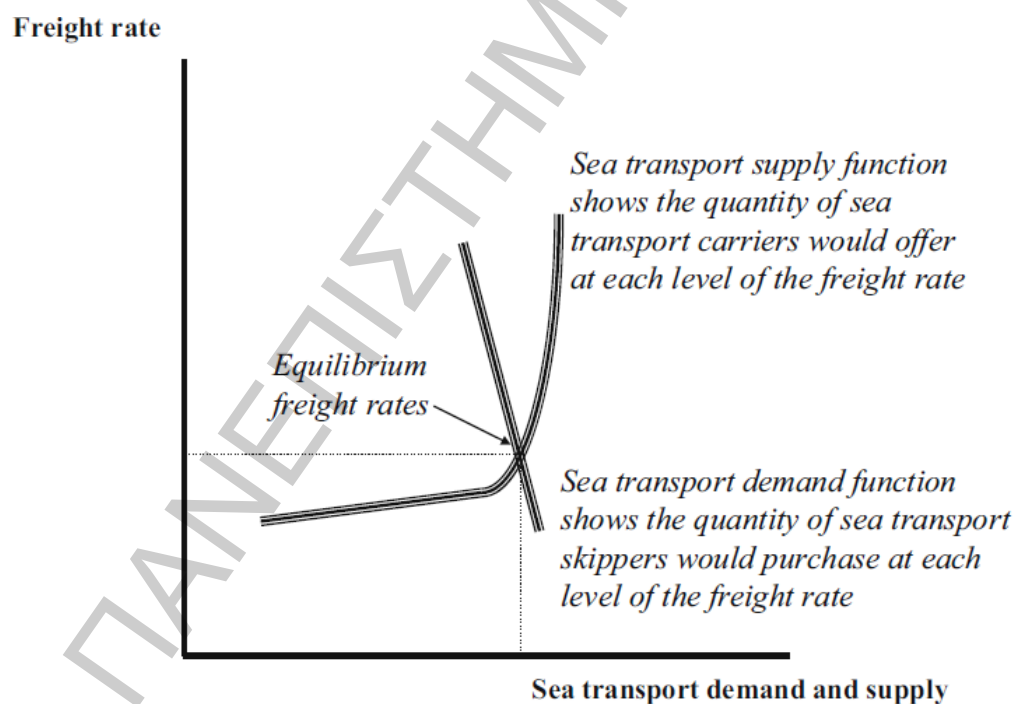 Freight rate
Sea transport supply function
shows the quantity of sea
transport carriers would offer
at each level of the freight rate
Equilibrium
freight rates
Sea transport demand function
shows the quantity of sea transport
skippers would purchase at each
level of the freight rate
Sea transport demand and supply
ΠΑΝΕΠΙΣΤΗΜΙ